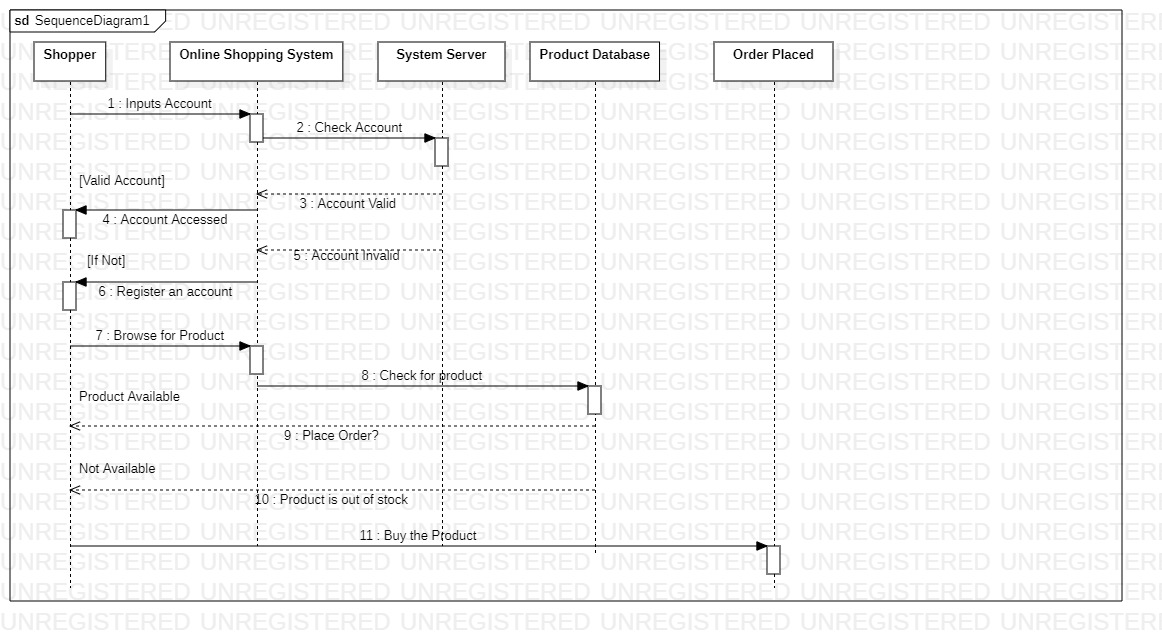 sd SequenceDiagram1
Shopper
Online Shopping System
System Server
Product Database
Order Placed
1 : Inputs Account
2 : Check Account
[Valid Account]
3 : Account Valid
4 : Account Accessed
5 : Account Invalid
[If Not]
6 : Register an account
7 : Browse for Product
8 : Check for product
Product Available
9 : Place Order?
Not Available
10 : Product is out of stock
11 : Buy the Product
UNREGISTERED UNREGISTERED UNREGISTERED UNREGISTERED UNREGISTERED UNREGISTERED